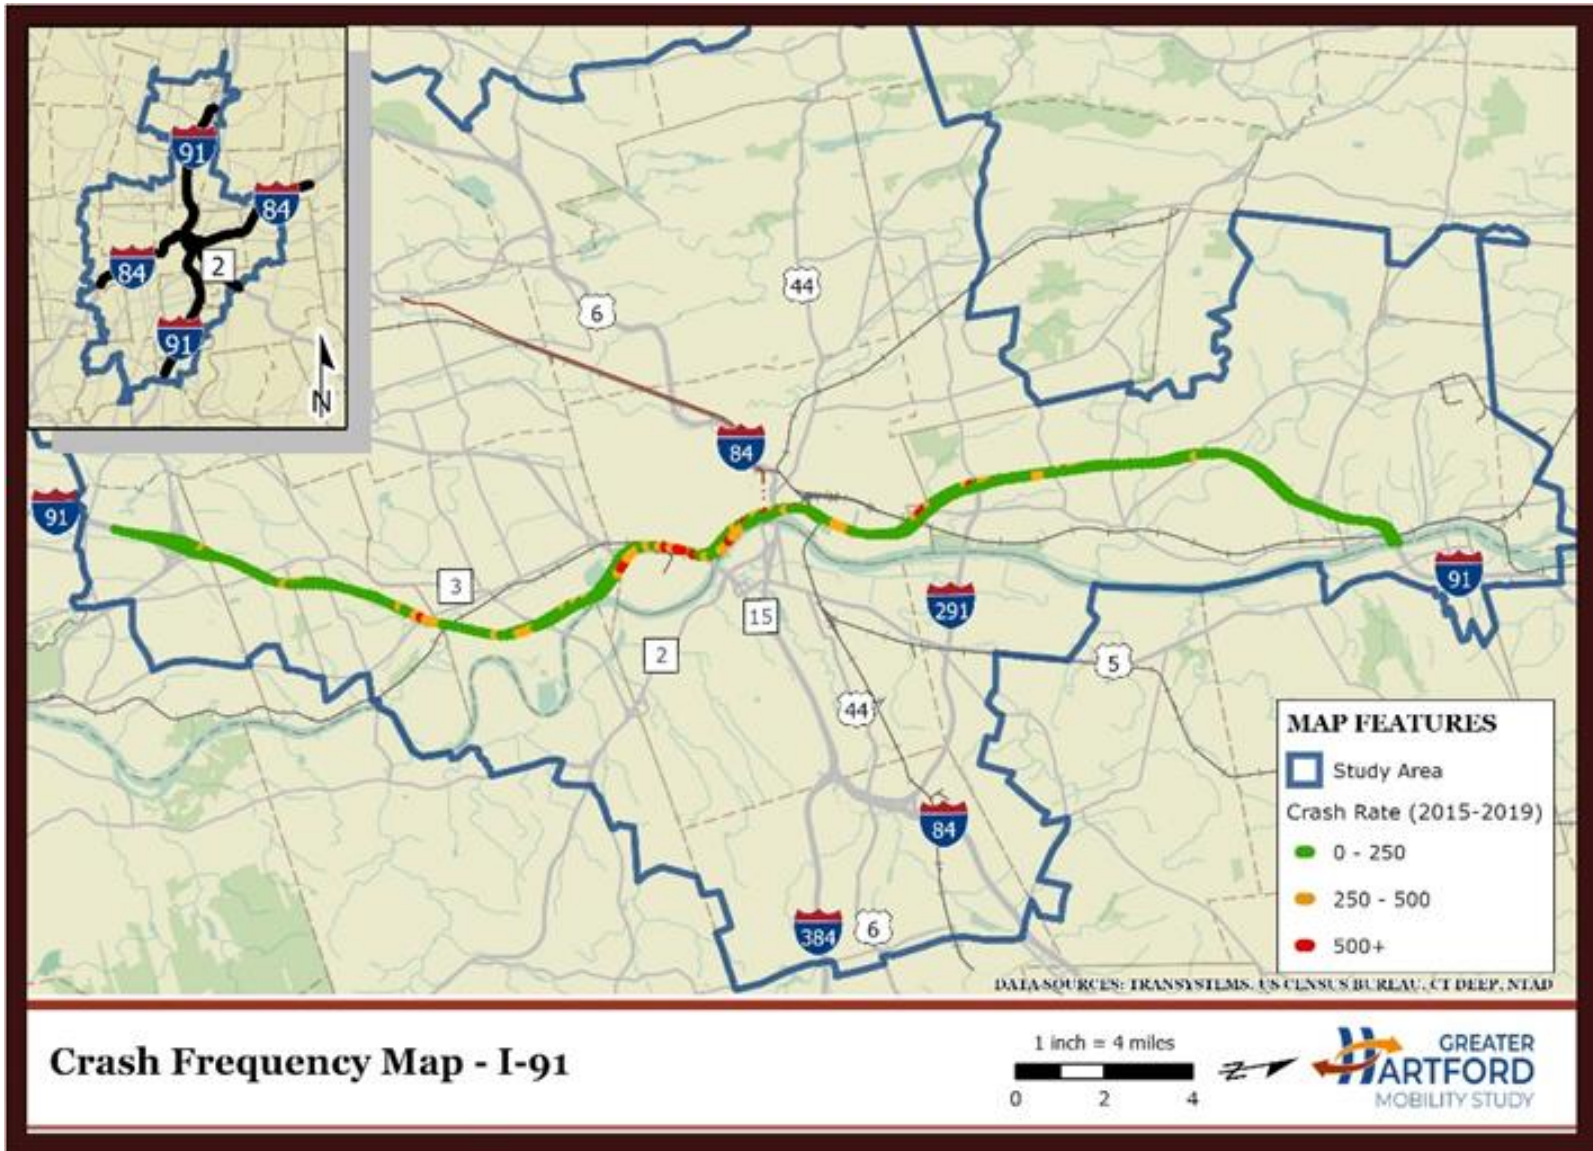 91
84
84
2
91
N
6
44
84
91
3
15
2
291
91
5
44
84
384
6
MAP FEATURES
Study Area
Crash Rate (2015-2019)
0 - 250
250 - 500
500+
DATA SOURCES: TRANSYSTEMS, US CENSUS BUREAU, CT DEEP, NTAD
Crash Frequency Map - I-91
1 inch = 4 miles
0 2 4
N
GREATER
HARTFORD
MOBILITY STUDY